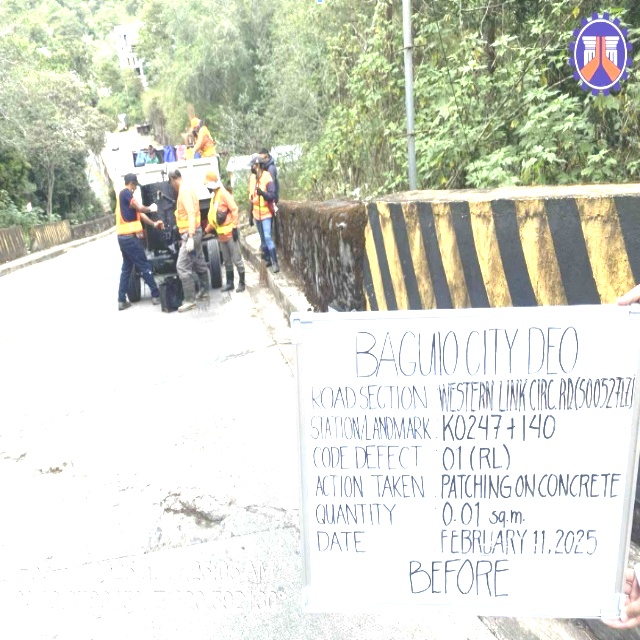 BAGUIO CITY DEO
ROAD SECTION : WESTERN LINK CIRC. RD.(S00527LZ)
STATION/LANDMARK : K0247+140
CODE DEFECT : 01 (RL)
ACTION TAKEN : PATCHING ON CONCRETE
QUANTITY : 0.01 sq.m.
DATE : FEBRUARY 11, 2025
BEFORE